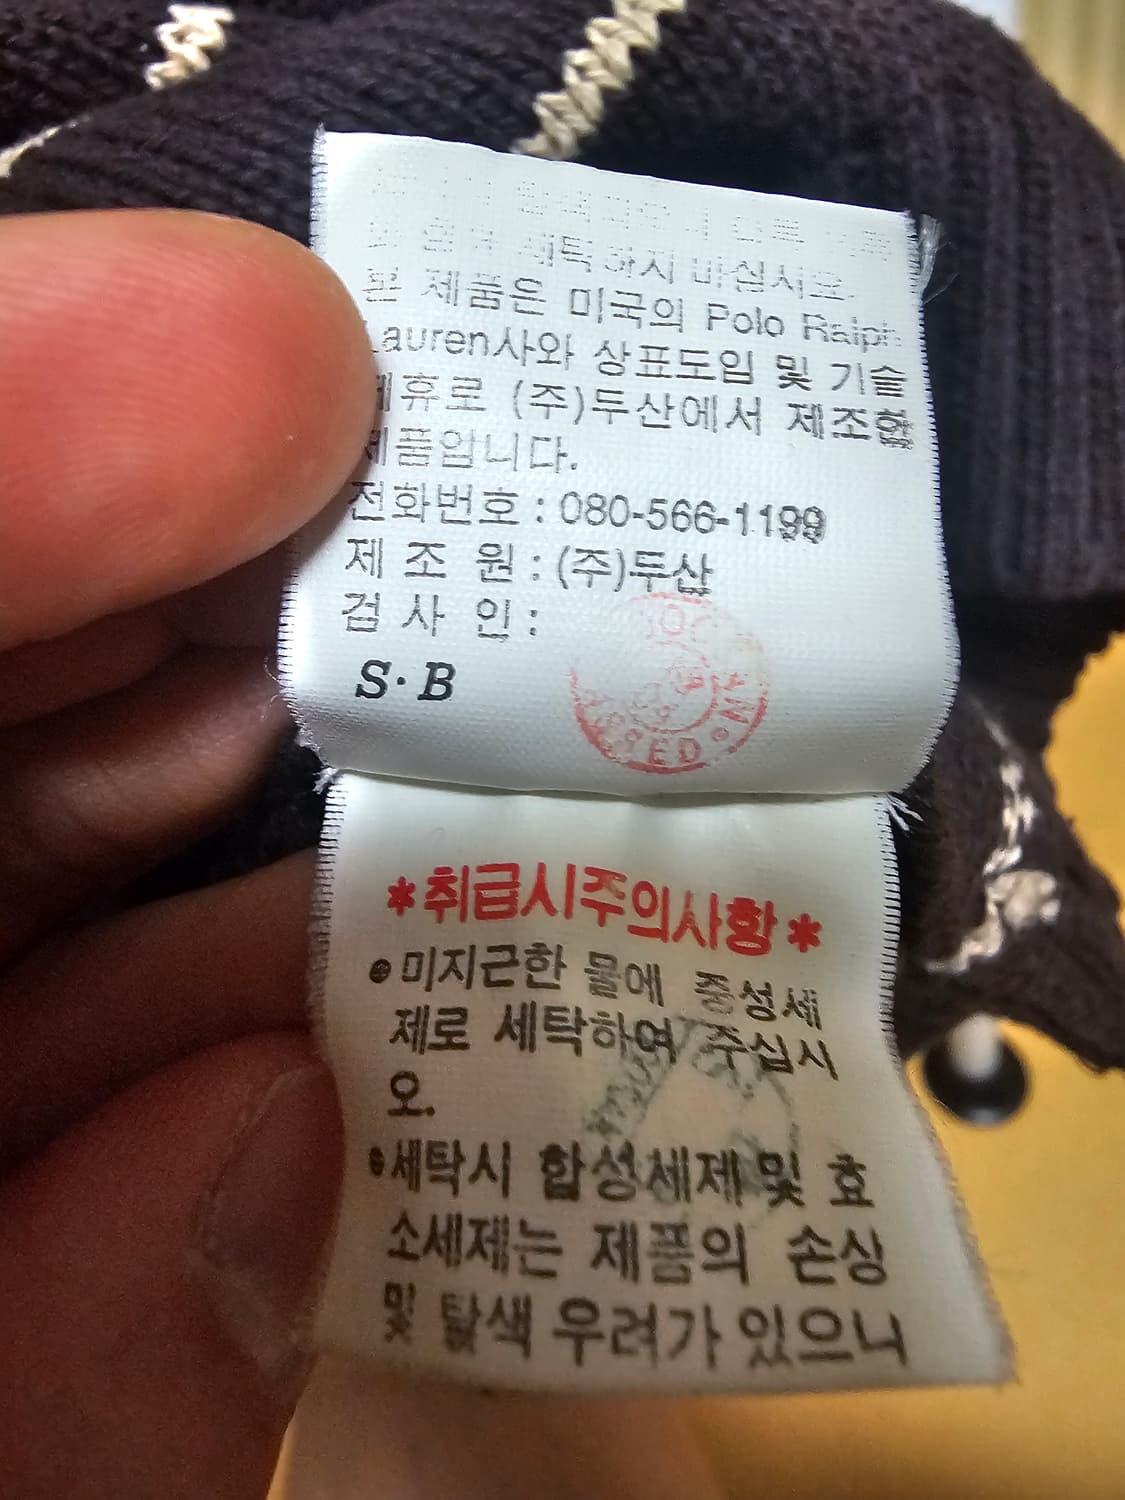 세탁하시 바십시오.
본 제품은 미국의 Polo Ralph
Lauren사와 상표도입 및 기술
제휴로 (주)두산에서 제조한
제품입니다.
전화번호 : 080-566-1199
제 조 원 : (주)두산
검 사 인 :
S·B
*취급시주의사항*
미지근한 물에 중성세
제로 세탁하여 주십시
오.
세탁시 합성세제 및 효
소세제는 제품의 손상
및 탈색 우려가 있으니